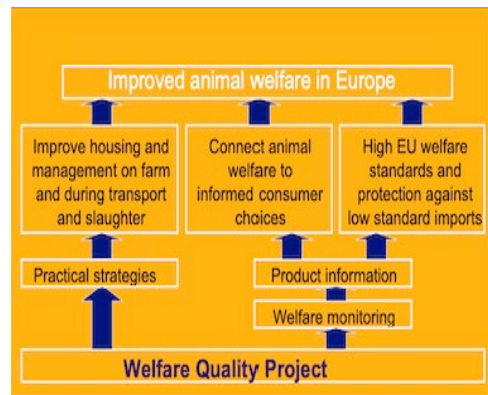 Improved animal welfare in Europe
Improve housing and
management on farm
and during transport
and slaughter
Connect animal
welfare to
informed consumer
choices
High EU welfare
standards and
protection against
low standard imports
Practical strategies
Product information
Welfare monitoring
Welfare Quality Project